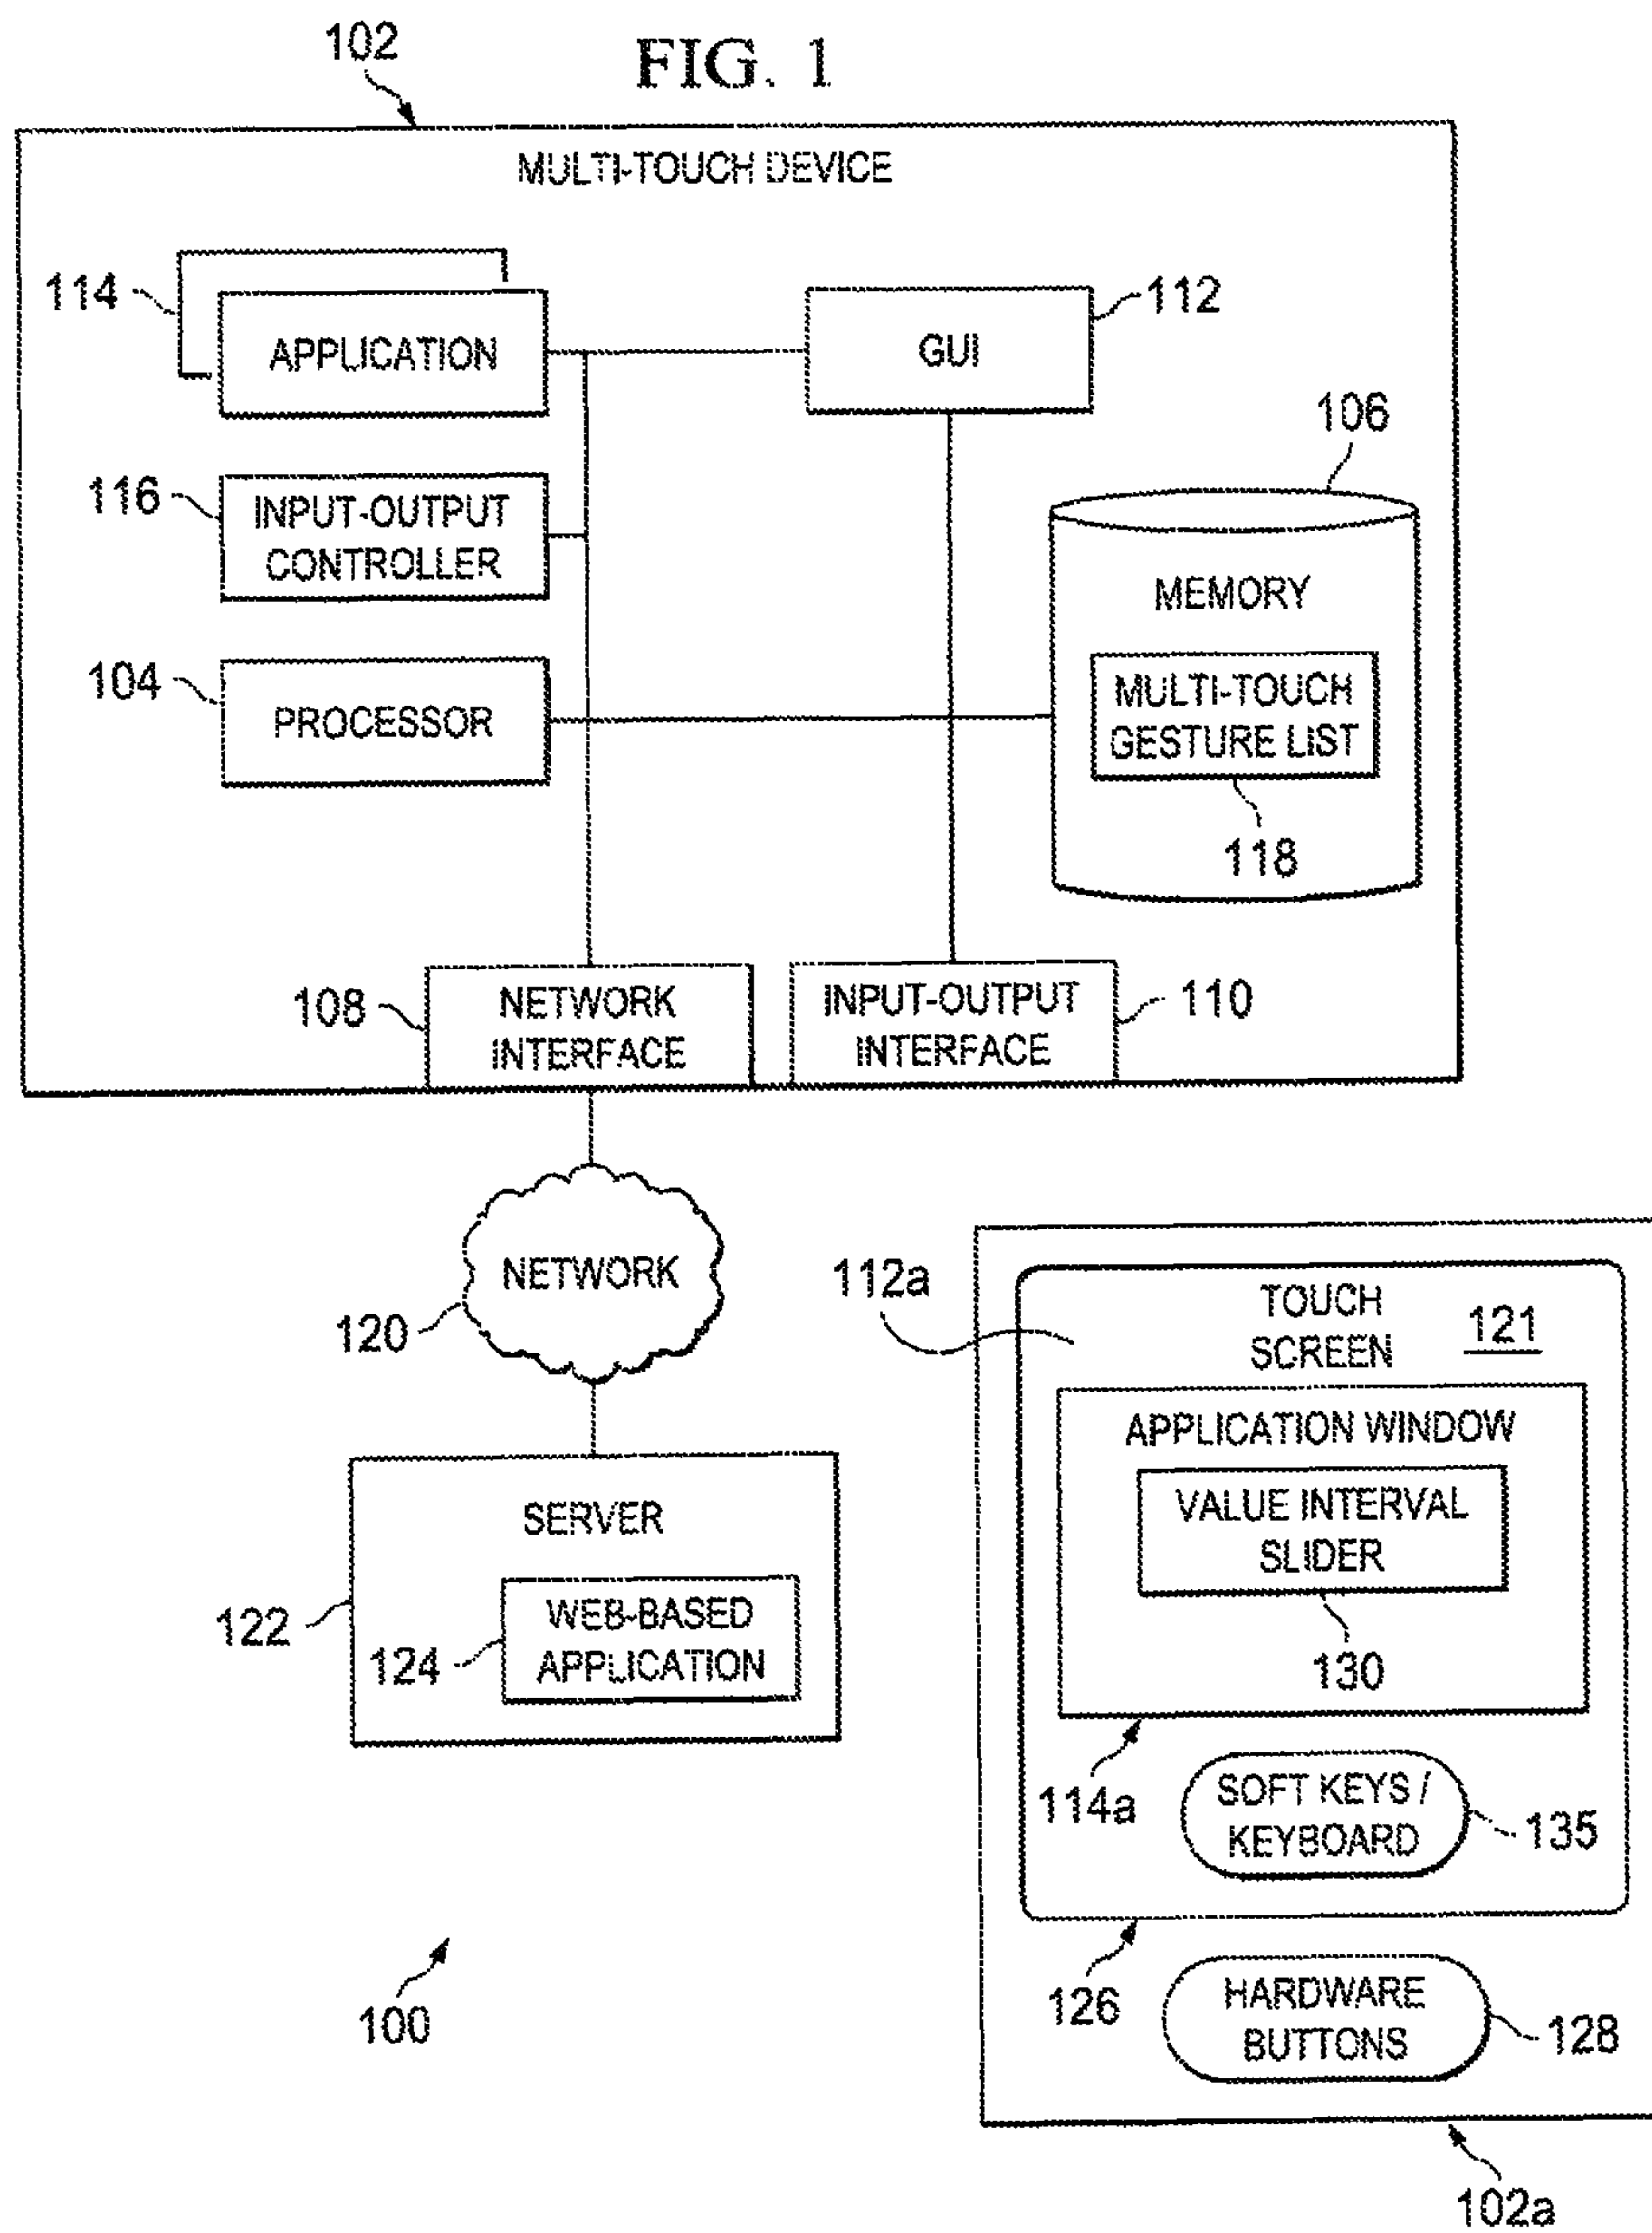 FIG. 1
102
MULTI-TOUCH DEVICE
114
APPLICATION
GUI
112
106
116
INPUT-OUTPUT
CONTROLLER
MEMORY
104
PROCESSOR
MULTI-TOUCH
GESTURE LIST
118
108
NETWORK
INTERFACE
INPUT-OUTPUT
INTERFACE
110
NETWORK
120
112a
TOUCH
SCREEN
121
APPLICATION WINDOW
VALUE INTERVAL
SLIDER
130
SERVER
122
124
WEB-BASED
APPLICATION
114a
SOFT KEYS /
KEYBOARD
135
126
HARDWARE
BUTTONS
128
100
102a